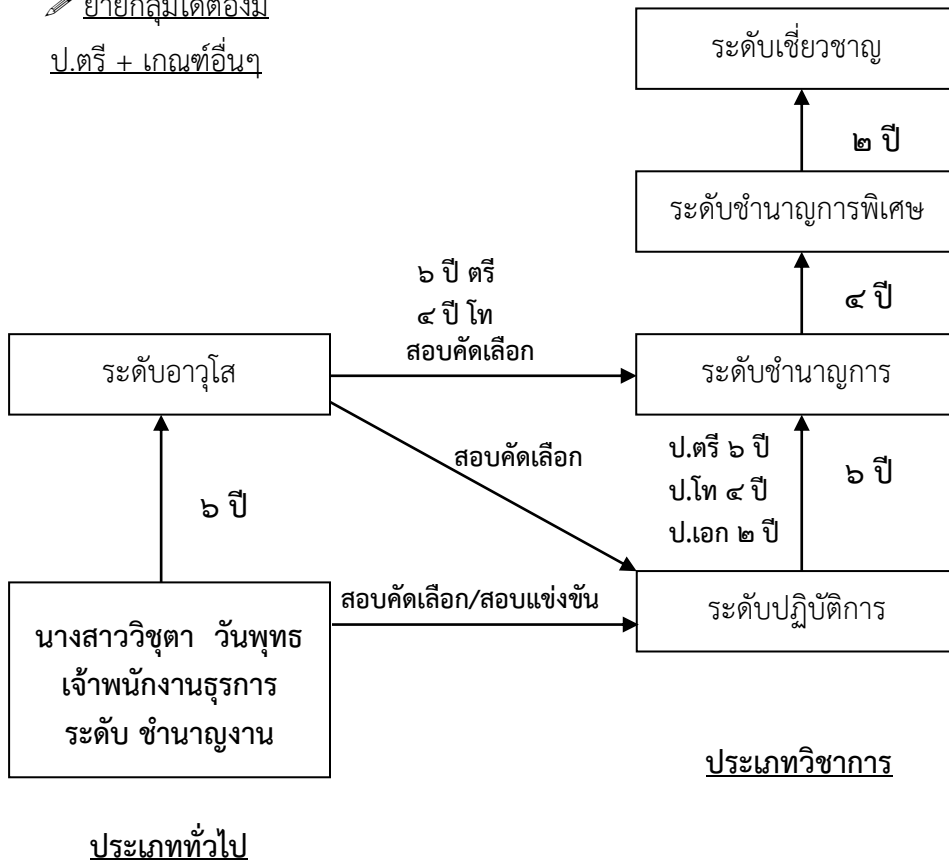 ย้ายกลุ่มได้ต้องมี
ป.ตรี + เกณฑ์อื่นๆ
ระดับเชี่ยวชาญ
๒ ปี
ระดับชำนาญการพิเศษ
๔ ปี
๖ ปี ตรี
๔ ปี โท
สอบคัดเลือก
ระดับอาวุโส
ระดับชำนาญการ
สอบคัดเลือก
ป.ตรี ๖ ปี
ป.โท ๔ ปี
ป.เอก ๒ ปี
๖ ปี
๖ ปี
สอบคัดเลือก/สอบแข่งขัน
ระดับปฏิบัติการ
นางสาววิชุตา วันพุทธ
เจ้าพนักงานธุรการ
ระดับ ชำนาญงาน
ประเภทวิชาการ
ประเภททั่วไป